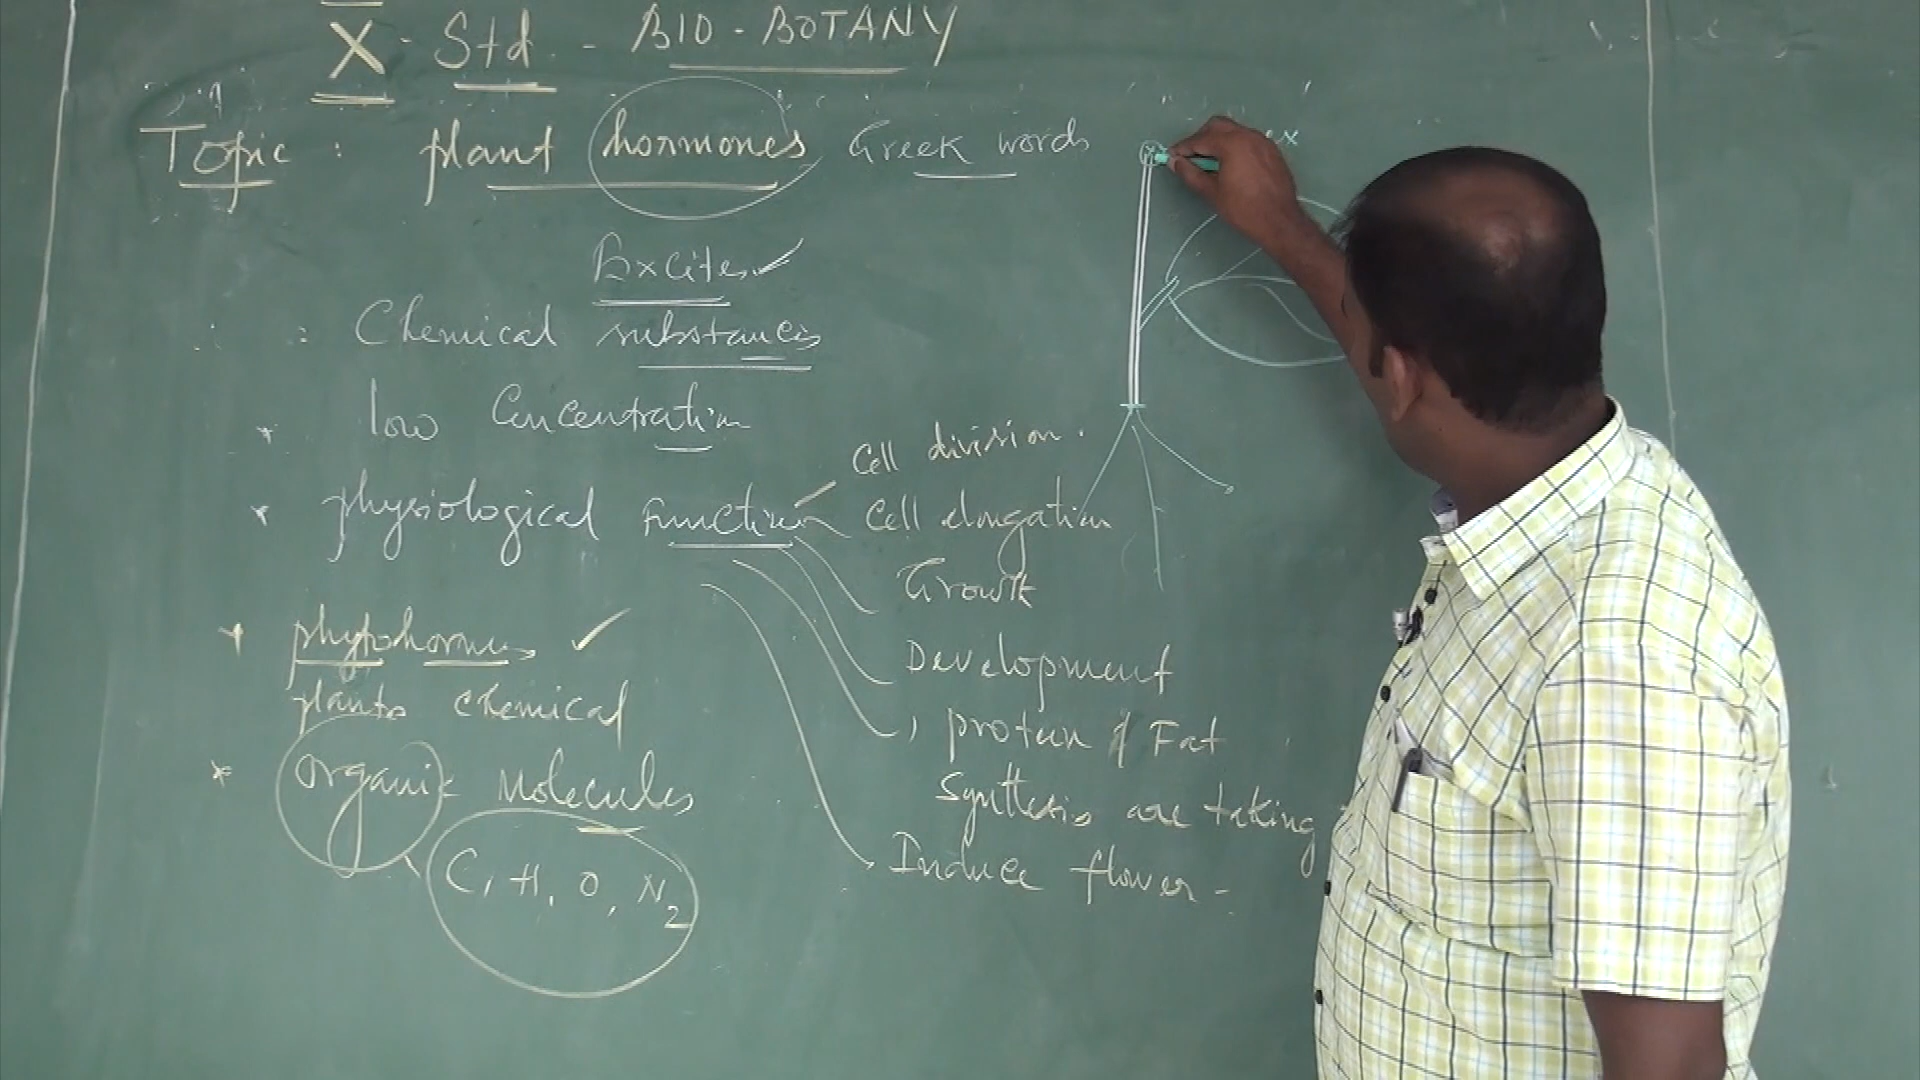 X - Std - BIO - BOTANY
Topic : plant hormones Greek words
Excites ✓
: Chemical substances
* low Concentration
* physiological Function
Cell division.
Cell elongation
Growth
Development
protein & Fat
Synthesis are taking
Induce flower -
plants chemical
* organic Molecules
C, H, O, N2